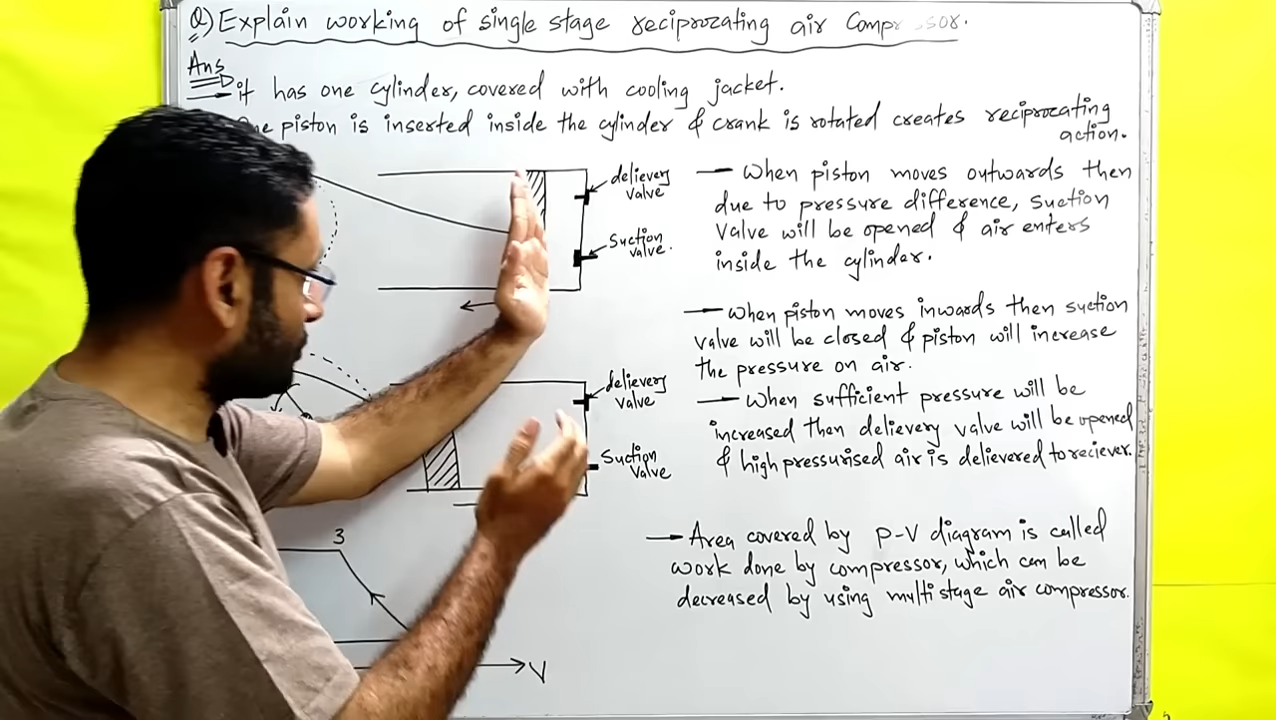 Q) Explain working of single stage reciprocating air Compressor.
Ans
it has one cylinder, covered with cooling jacket.
piston is inserted inside the cylinder & crank is rotated creates reciprocating
action.
delievery
valve
Suction
valve.
— When piston moves outwards then
due to pressure difference, suction
Valve will be opened & air enters
inside the cylinder.
— when piston moves inwards then suction
valve will be closed & piston will increase
the pressure on air.
→ When sufficient pressure will be
increased then delievery valve will be opened
& high pressurised air is delievered to reciever.
delievery
valve
Suction
Valve
3
V
→ Area covered by P-V diagram is called
work done by compressor, which can be
decreased by using multi stage air compressor.